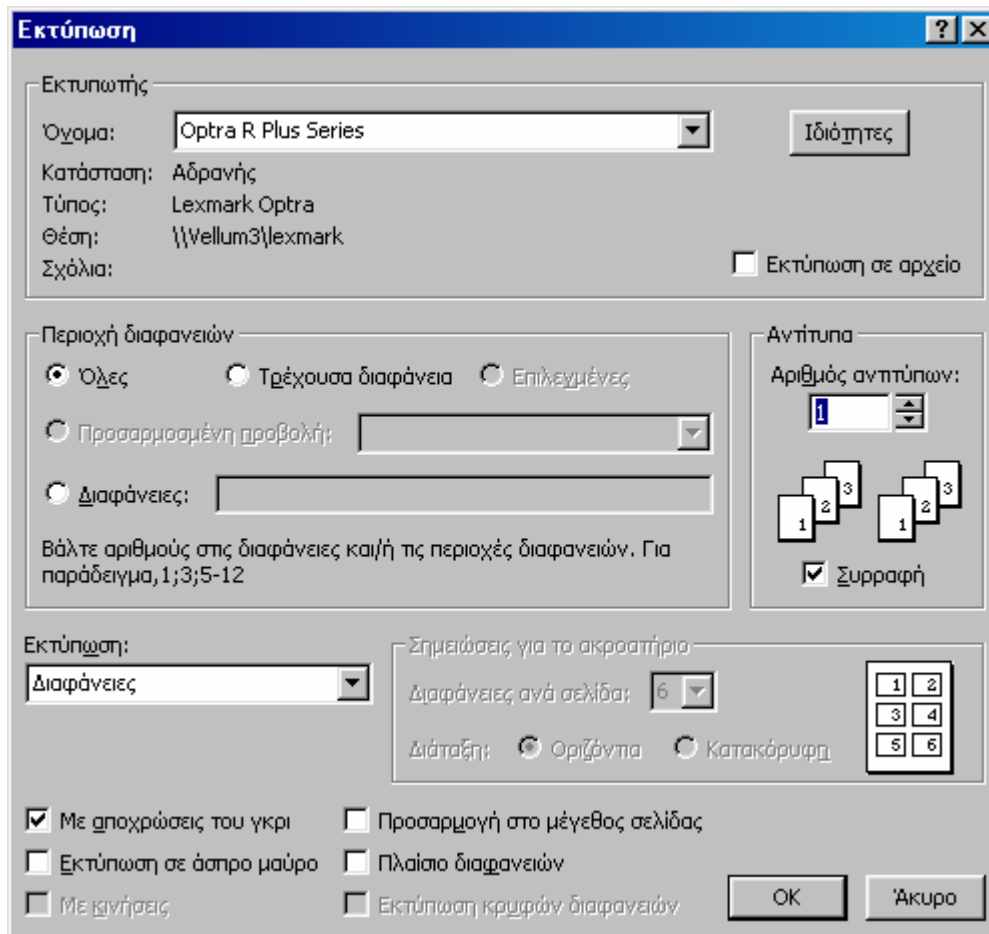 Εκτύπωση
Εκτυπωτής
Όνομα: Optra R Plus Series Ιδιότητες
Κατάσταση: Αδρανής
Τύπος: Lexmark Optra
Θέση: \\Vellum3\lexmark
Σχόλια: Εκτύπωση σε αρχείο
Περιοχή διαφανειών
Όλες Τρέχουσα διαφάνεια Επιλεγμένες
Προσαρμοσμένη προβολή:
Διαφάνειες:
Βάλτε αριθμούς στις διαφάνειες και/ή τις περιοχές διαφανειών. Για
παράδειγμα,1;3;5-12
Αντίτυπα
Αριθμός αντιτύπων:
1
1 2 3 1 2 3
Συρραφή
Εκτύπωση:
Διαφάνειες
Σημειώσεις για το ακροατήριο
Διαφάνειες ανά σελίδα: 6
Διάταξη: Οριζόντια Κατακόρυφη
1 2
3 4
5 6
Με αποχρώσεις του γκρι Προσαρμογή στο μέγεθος σελίδας
Εκτύπωση σε άσπρο μαύρο Πλαίσιο διαφανειών
Με κινήσεις Εκτύπωση κρυφών διαφανειών
OK Άκυρο